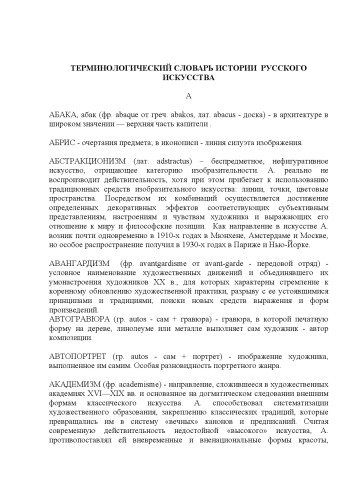 ТЕРМИНОЛОГИЧЕСКИЙ СЛОВАРЬ ИСТОРИИ РУССКОГО
ИСКУССТВА
А
АБАКА, абак (фр. abaque от греч. abakos, лат. abacus - доска) - в архитектуре в
широком значении — верхняя часть капители.
АБРИС - очертания предмета, в иконописи - линия силуэта изображения.
АБСТРАКЦИОНИЗМ (лат. adstractus) – беспредметное, нефигуративное
искусство, отрицающее категорию изобразительности. А. реально не
воспроизводит действительность, хотя при этом прибегает к использованию
традиционных средств изобразительного искусства: линии, точки, цветовые
пространства. Посредством их комбинаций осуществляется достижение
определенных декоративных эффектов соответствующих субъективным
представлениям, настроениям и чувствам художника и выражающих его
отношение к миру и философские позиции. Как направление в искусстве А.
возник почти одновременно в 1910-х годах в Мюнхене, Амстердаме и Москве,
но особое распространение получил в 1930-х годах в Париже и Нью-Йорке.
АВАНГАРДИЗМ (фр. avantgardisme от avant-garde - передовой отряд) -
условное наименование художественных движений и объединявшего их
умонастроения художников XX в., для которых характерны стремление к
коренному обновлению художественной практики, разрыву с ее устоявшимися
принципами и традициями, поиски новых средств выражения и форм
произведений.
АВТОГРАВЮРА (гр. autos - сам + гравюра) - гравюра, в которой печатную
форму на дереве, линолеуме или металле выполняет сам художник - автор
композиции.
АВТОПОРТРЕТ (гр. autos - сам + портрет) - изображение художника,
выполненное им самим. Особая разновидность портретного жанра.
АКАДЕМИЗМ (фр. academisme) - направление, сложившееся в художественных
академиях XVI—XIX вв. и основанное на догматическом следовании внешним
формам классического искусства. А. способствовал систематизации
художественного образования, закреплению классических традиций, которые
превращались им в систему «вечных» канонов и предписаний. Считая
современную действительность недостойной «высокого» искусства, А.
противопоставлял ей вневременные и вненациональные формы красоты,